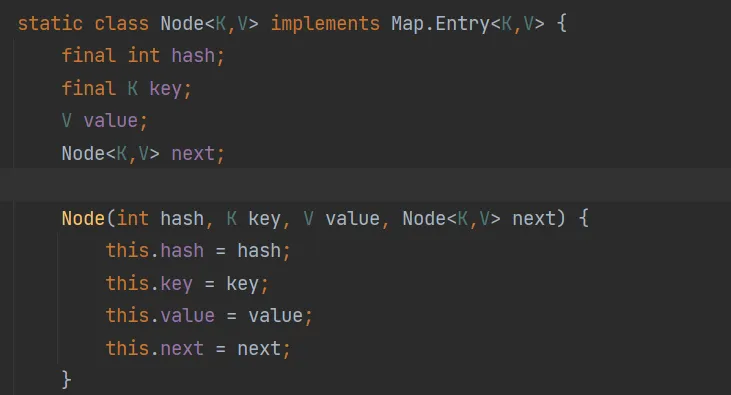 static class Node<K,V> implements Map.Entry<K,V> {
    final int hash;
    final K key;
    V value;
    Node<K,V> next;

    Node(int hash, K key, V value, Node<K,V> next) {
        this.hash = hash;
        this.key = key;
        this.value = value;
        this.next = next;
    }